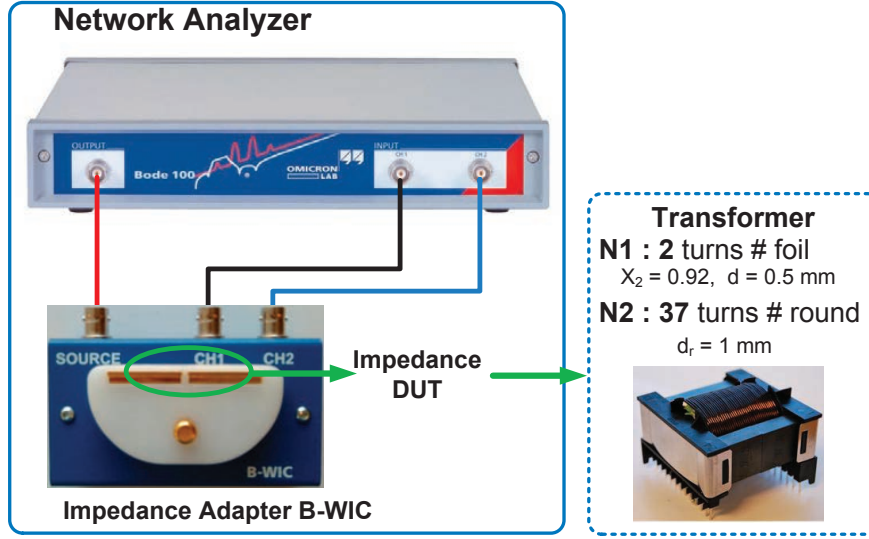 Network Analyzer
OUTPUT
Bode 100
OMICRON
LAB
INPUT
CH1
CH2
SOURCE
CH1
CH2
B-WIC
Impedance
DUT
Impedance Adapter B-WIC
Transformer
N1 : 2 turns # foil
X₂ = 0.92, d = 0.5 mm
N2 : 37 turns # round
dᵣ = 1 mm